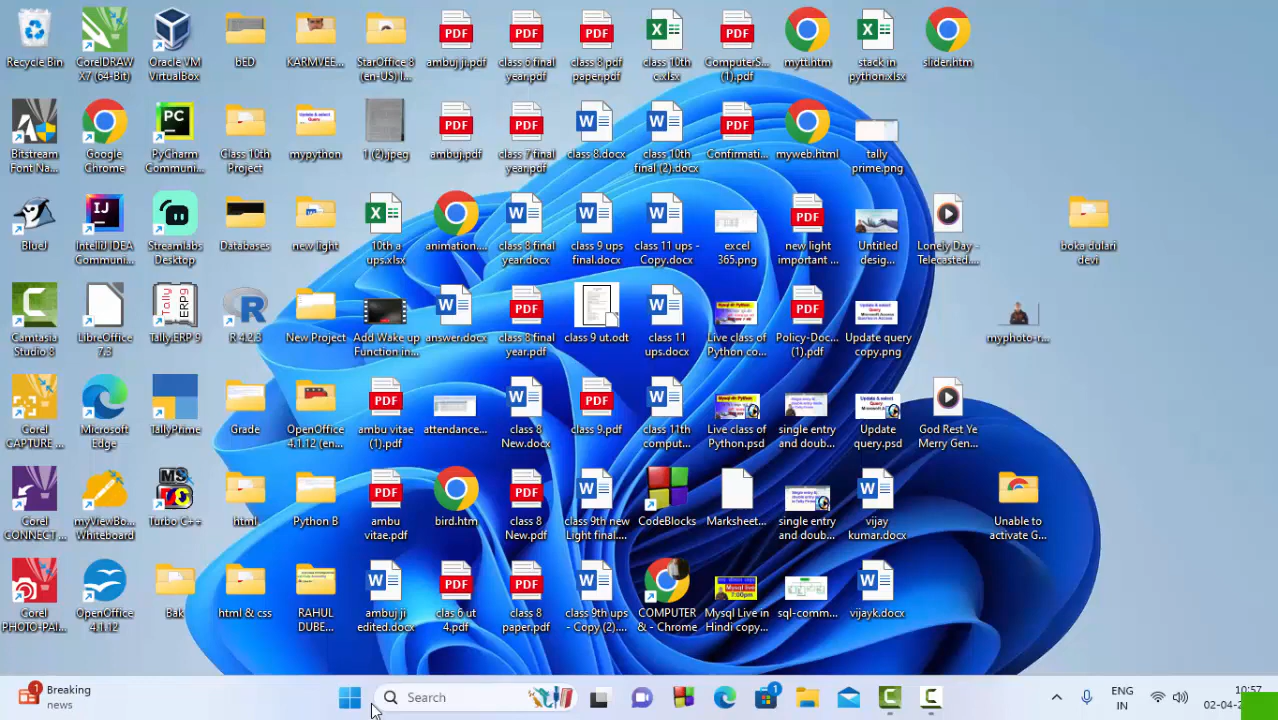 Recycle Bin
CorelDRAW
X7 (64-Bit)
Oracle VM
VirtualBox
bED
KARMVEE...
StarOffice 8
(en-US) I...
ambujji.pdf
class 6 final
year.pdf
class 8 pdf
paper.pdf
class 10th
c.xlsx
ComputerS...
(1).pdf
mytt.htm
stack in
python.xlsx
slider.htm
Bitstream
Font Na...
Google
Chrome
PyCharm
Communi...
Class 10th
Project
mypython
1 (2).jpeg
ambuj.pdf
class 7 final
year.pdf
class 8.docx
class 10th
final (2).docx
Confirmati...
myweb.html
tally
prime.png
BlueJ
IntelliJ IDEA
Communi...
Streamlabs
Desktop
Databases
new light
10th a
ups.xlsx
animation....
class 8 final
year.docx
class 9 ups
final.docx
class 11 ups -
Copy.docx
excel
365.png
new light
important ...
Untitled
desig...
Lonely Day -
Telecasted....
boka dulari
devi
Camtasia
Studio 8
LibreOffice
7.3
Tally.ERP 9
R 4.2.3
New Project
Add Wake up
Function in...
answer.docx
class 8 final
year.pdf
class 9 ut.odt
class 11
ups.docx
Live class of
Python co...
Policy-Doc...
(1).pdf
Update query
copy.png
myphoto-r...
Corel
CAPTURE ...
Microsoft
Edge
TallyPrime
Grade
OpenOffice
4.1.12 (en...
ambu vitae
(1).pdf
attendance...
class 8
New.docx
class 9.pdf
class 11th
comput...
Live class of
Python.psd
single entry
and doub...
Update
query.psd
God Rest Ye
Merry Gen...
Corel
CONNECT ...
myViewBo...
Whiteboard
Turbo C++
html
Python B
ambu
vitae.pdf
bird.htm
class 8
New.pdf
class 9th new
Light final....
CodeBlocks
Marksheet...
single entry
and doub...
vijay
kumar.docx
Unable to
activate G...
Corel
PHOTO-PAI...
OpenOffice
4.1.12
Bak
html & css
RAHUL
DUBE...
ambuj ji
edited.docx
clas 6 ut
4.pdf
class 8
paper.pdf
class 9th ups
- Copy (2)....
COMPUTER
& - Chrome
Mysql Live in
Hindi copy...
sql-comm...
vijayk.docx
Breaking
news
Search
ENG
IN
10:57
02-04-2